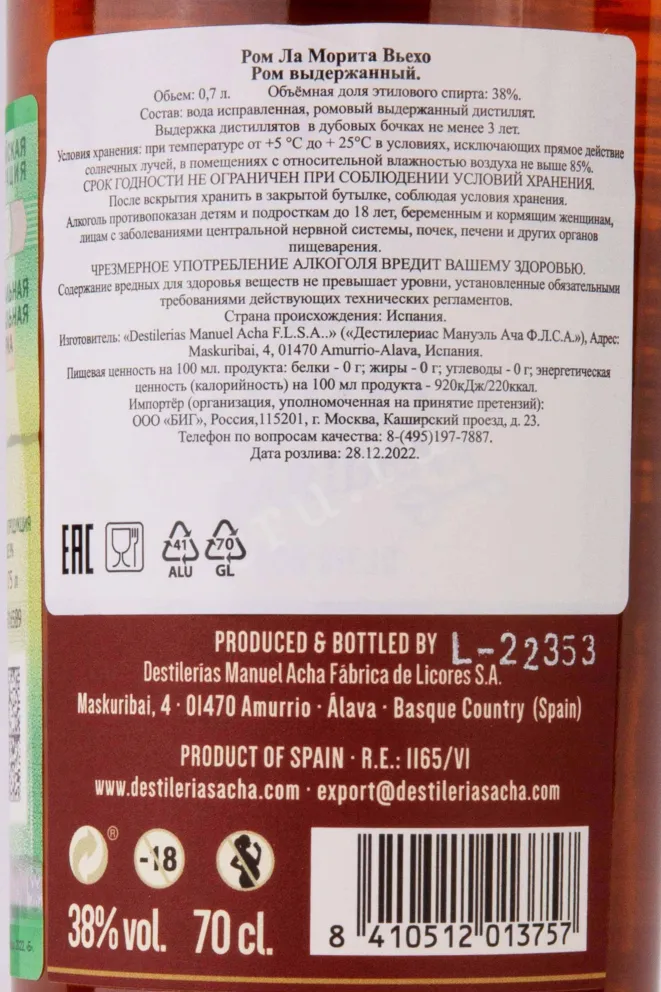 Ром Ла Морита Вьехо
Ром выдержанный.
Обьем: 0,7 л. Объёмная доля этилового спирта: 38%.
Состав: вода исправленная, ромовый выдержанный дистиллят.
Выдержка дистиллятов в дубовых бочках не менее 3 лет.
Условия хранения: при температуре от +5 °C до + 25°C в условиях, исключающих прямое действие
солнечных лучей, в помещениях с относительной влажностью воздуха не выше 85%.
СРОК ГОДНОСТИ НЕ ОГРАНИЧЕН ПРИ СОБЛЮДЕНИИ УСЛОВИЙ ХРАНЕНИЯ.
После вскрытия хранить в закрытой бутылке, соблюдая условия хранения.
Алкоголь противопоказан детям и подросткам до 18 лет, беременным и кормящим женщинам,
лицам с заболеваниями центральной нервной системы, почек, печени и других органов
пищеварения.
ЧРЕЗМЕРНОЕ УПОТРЕБЛЕНИЕ АЛКОГОЛЯ ВРЕДИТ ВАШЕМУ ЗДОРОВЬЮ.
Содержание вредных для здоровья веществ не превышает уровни, установленные обязательными
требованиями действующих технических регламентов.
Страна происхождения: Испания.
Изготовитель: «Destilerias Manuel Acha F.L.S.A..» («Дестилериас Мануэль Ача Ф.Л.С.А.»), Адрес:
Maskuribai, 4, 01470 Amurrio-Alava, Испания.
Пищевая ценность на 100 мл. продукта: белки - 0 г; жиры - 0 г; углеводы - 0 г; энергетическая
ценность (калорийность) на 100 мл продукта - 920кДж/220ккал.
Импортёр (организация, уполномоченная на принятие претензий):
ООО «БИГ», Россия,115201, г. Москва, Каширский проезд, д. 23.
Телефон по вопросам качества: 8-(495)197-7887.
Дата розлива: 28.12.2022.
EAC 41 70
ALU GL
PRODUCED & BOTTLED BY L-22353
Destilerías Manuel Acha Fábrica de Licores S.A.
Maskuribai, 4 · 01470 Amurrio · Álava · Basque Country (Spain)
PRODUCT OF SPAIN · R.E.: 1165/VI
www.destileriasacha.com · export@destileriasacha.com
® -18
38% vol. 70 cl.
8 410512 013757